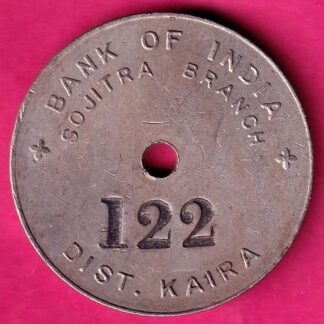 BANK OF INDIA
SOJITRA BRANCH
122
DIST. KAIRA